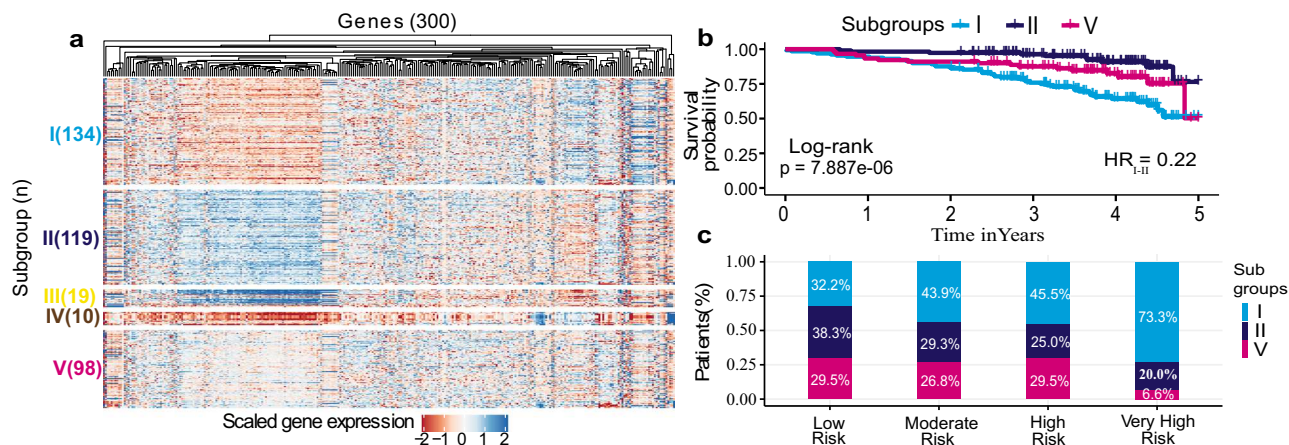 a
Genes (300)
Subgroup (n)
I(134)
II(119)
III(19)
IV(10)
V(98)
Scaled gene expression
-2 -1 0 1 2
b
Subgroups I II V
Survival
probability
1.00
0.75
0.50
0.25
0.00
Log-rank
p = 7.887e-06
HR I-II = 0.22
0 1 2 3 4 5
Time inYears
c
Patients(%)
1.00
0.75
0.50
0.25
0.00
32.2%
38.3%
29.5%
43.9%
29.3%
26.8%
45.5%
25.0%
29.5%
73.3%
20.0%
6.6%
Low
Risk
Moderate
Risk
High
Risk
Very High
Risk
Sub
groups
I
II
V